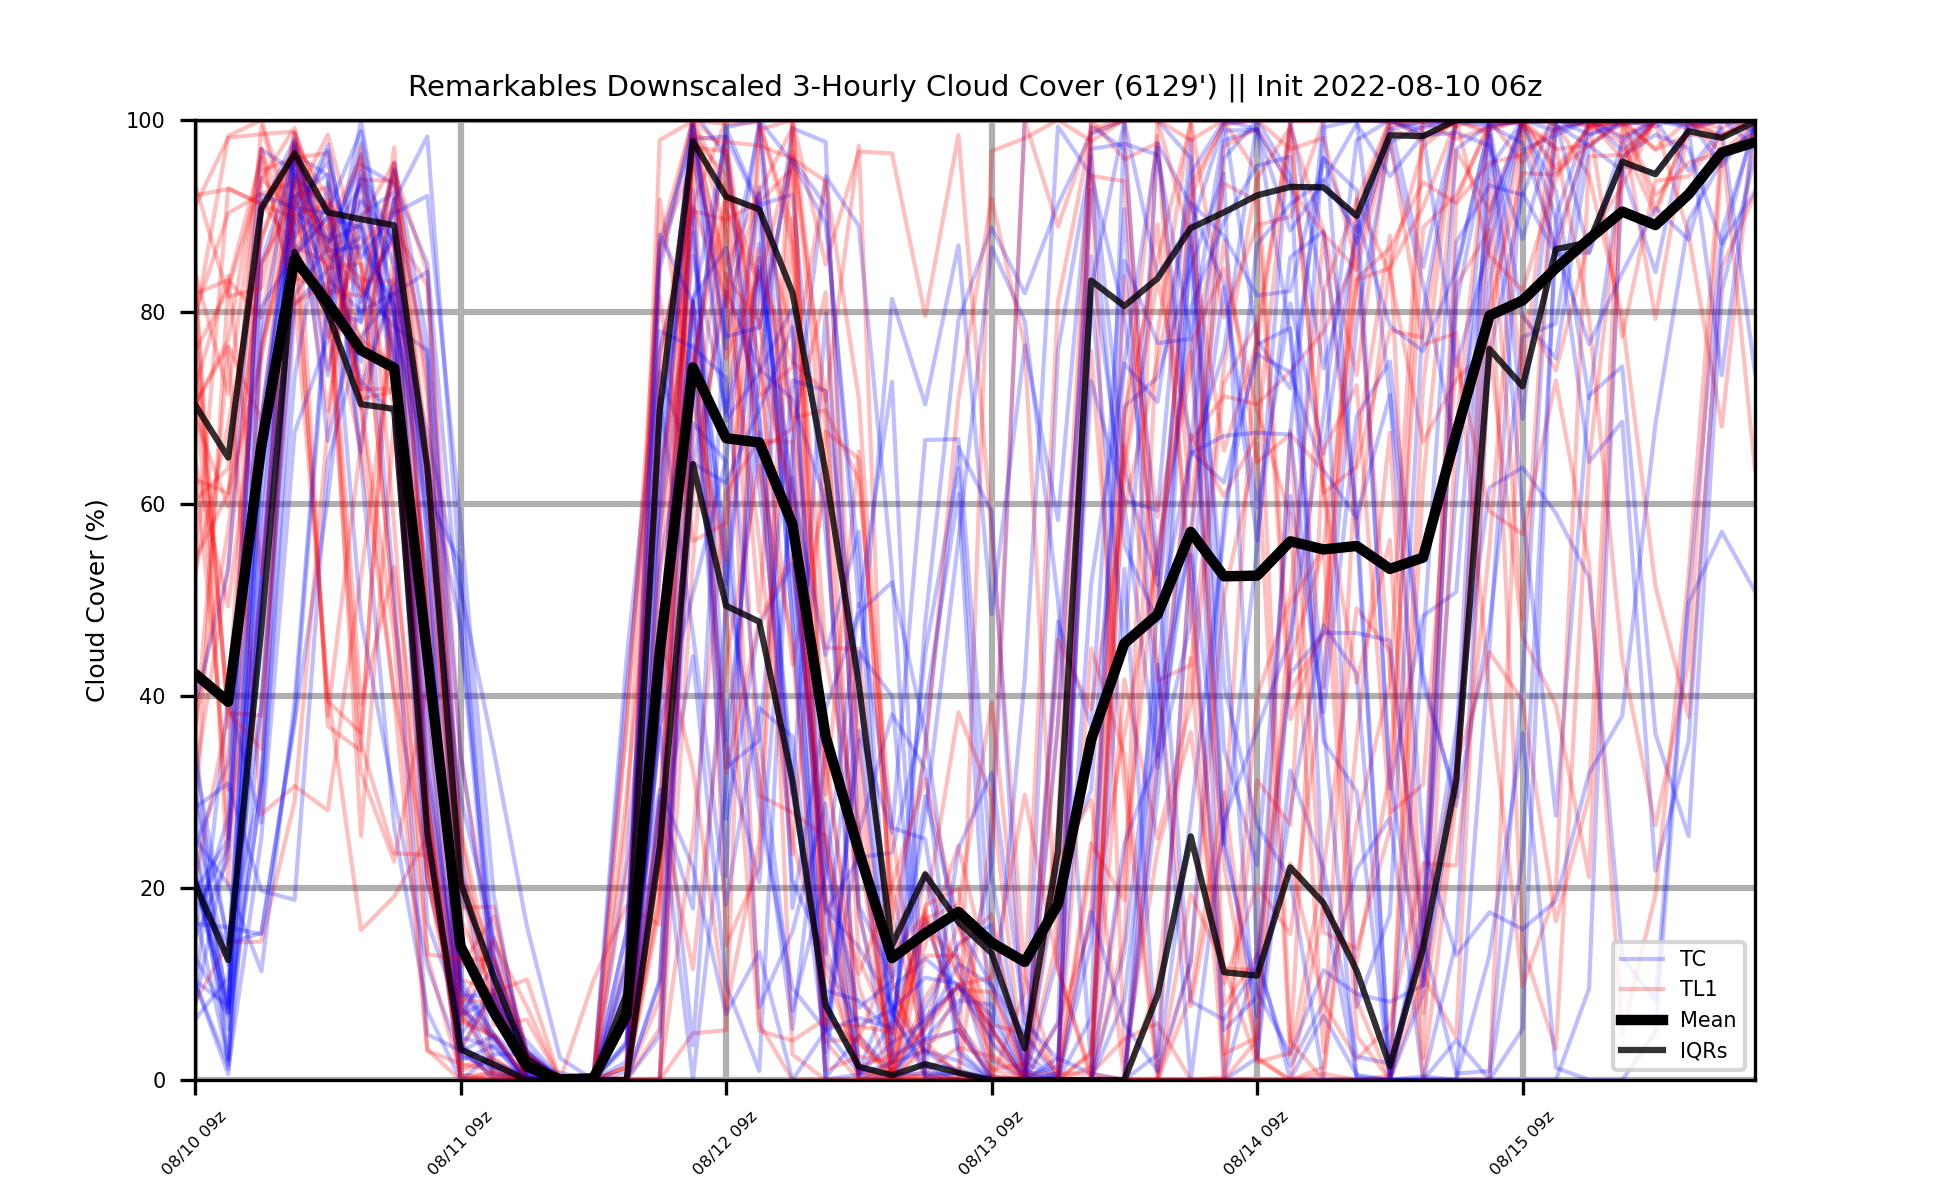 Remarkables Downscaled 3-Hourly Cloud Cover (6129') || Init 2022-08-10 06z
Cloud Cover (%)
100
80
60
40
20
0
08/10 09z
08/11 09z
08/12 09z
08/13 09z
08/14 09z
08/15 09z
TC
TL1
Mean
IQRs